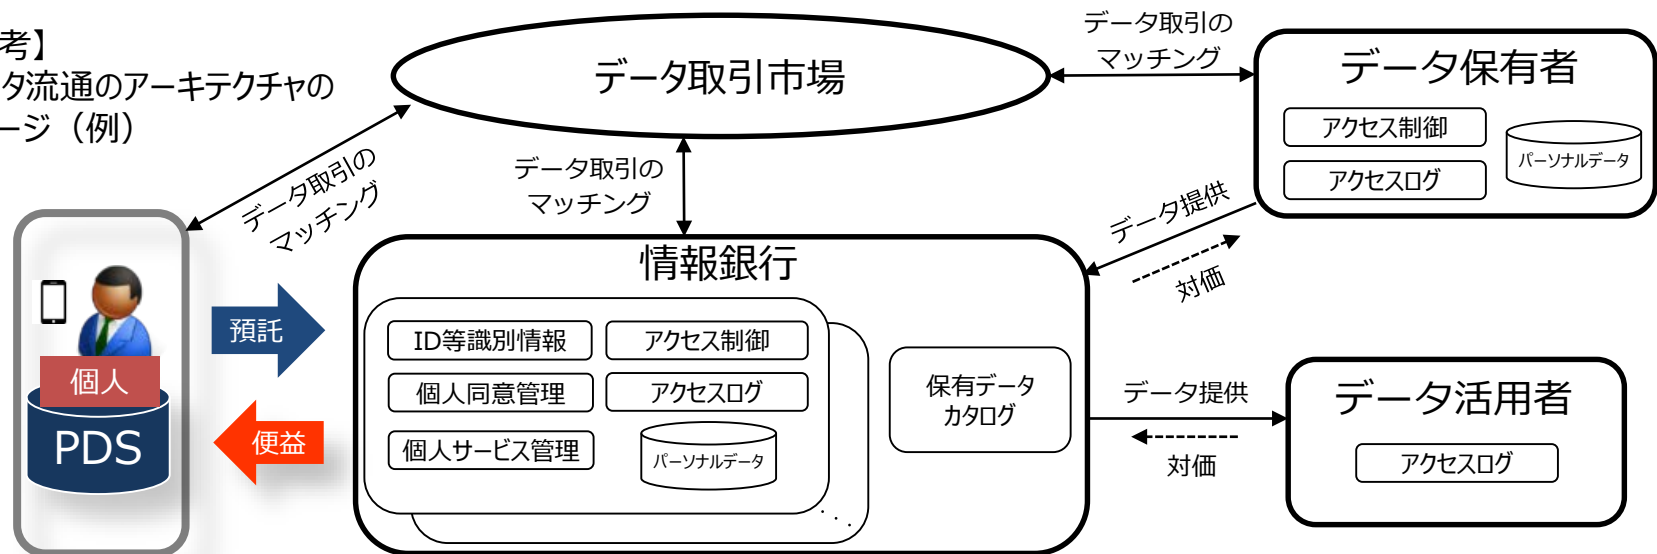 考】
タ流通のアーキテクチャの
ージ（例）
データ取引市場
データ取引の
マッチング
データ保有者
アクセス制御
アクセスログ
パーソナルデータ
データ取引の
マッチング
データ取引の
マッチング
データ提供
対価
個人
PDS
預託
便益
情報銀行
ID等識別情報
アクセス制御
個人同意管理
アクセスログ
個人サービス管理
パーソナルデータ
・・・
保有データ
カタログ
データ提供
対価
データ活用者
アクセスログ